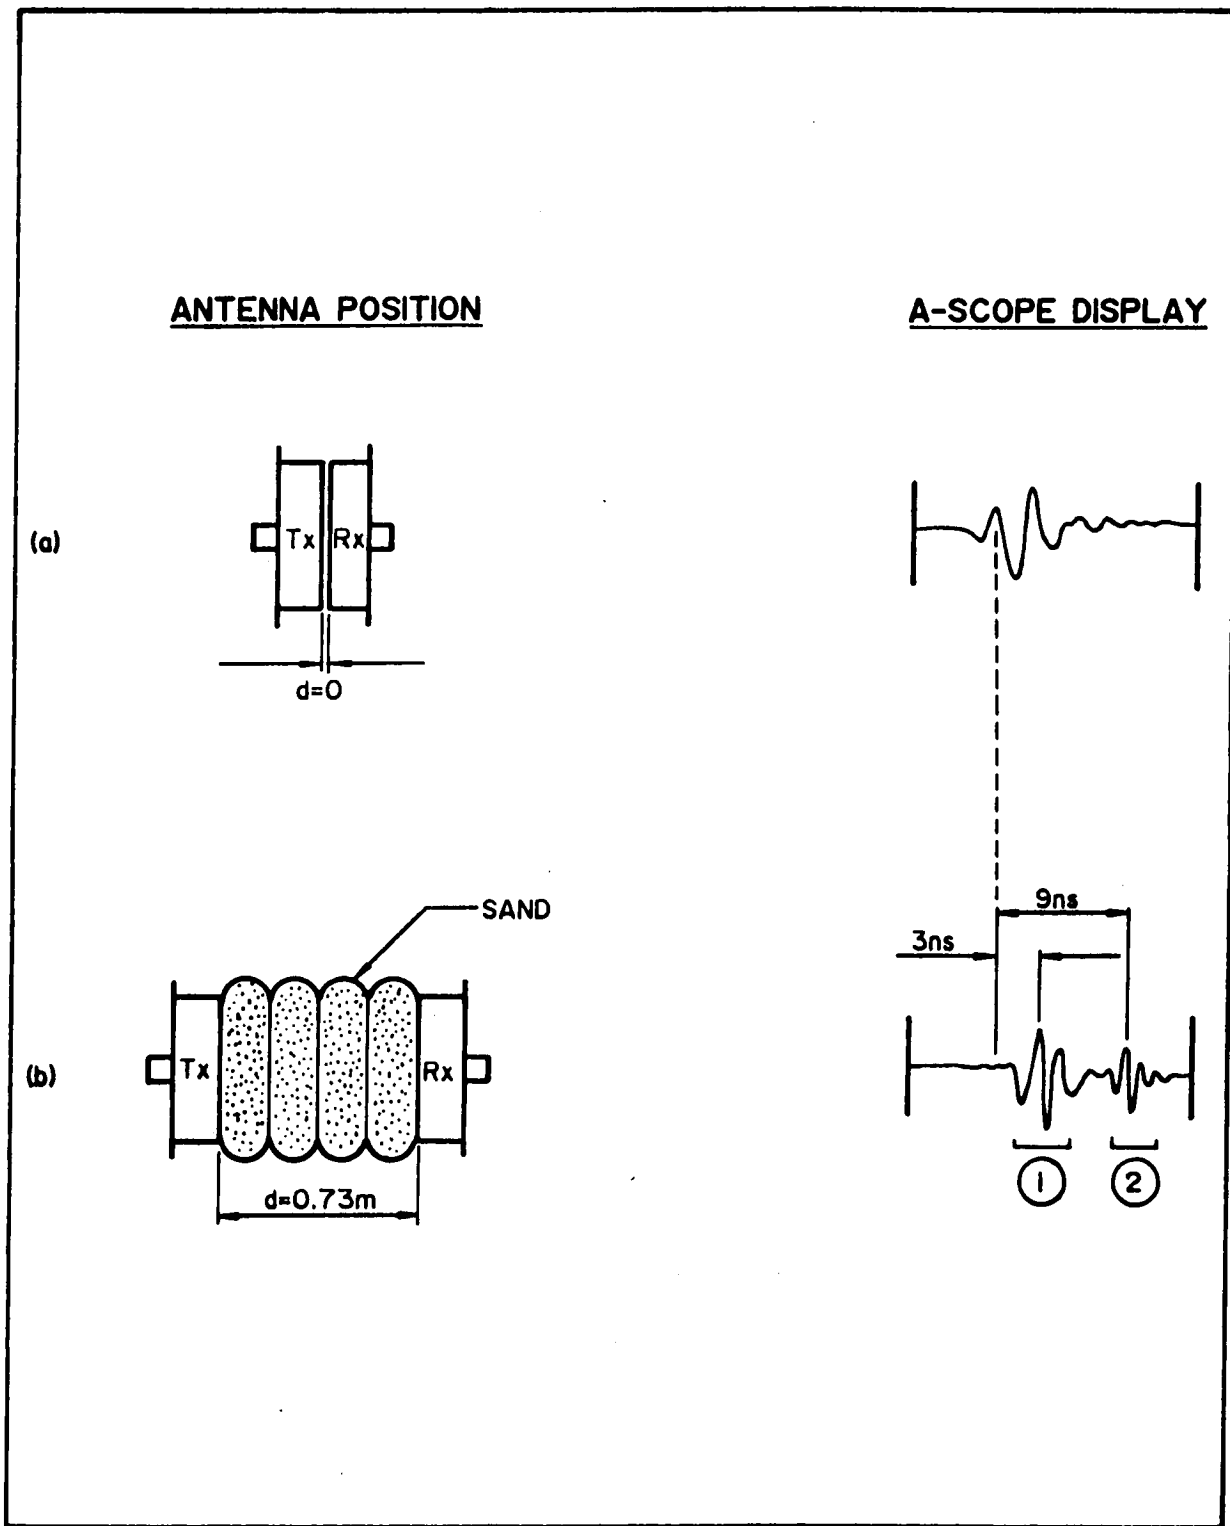 ANTENNA POSITION
A-SCOPE DISPLAY
(a)
Tx
Rx
d=0
SAND
9ns
3ns
(b)
Tx
Rx
d=0.73m
1
2